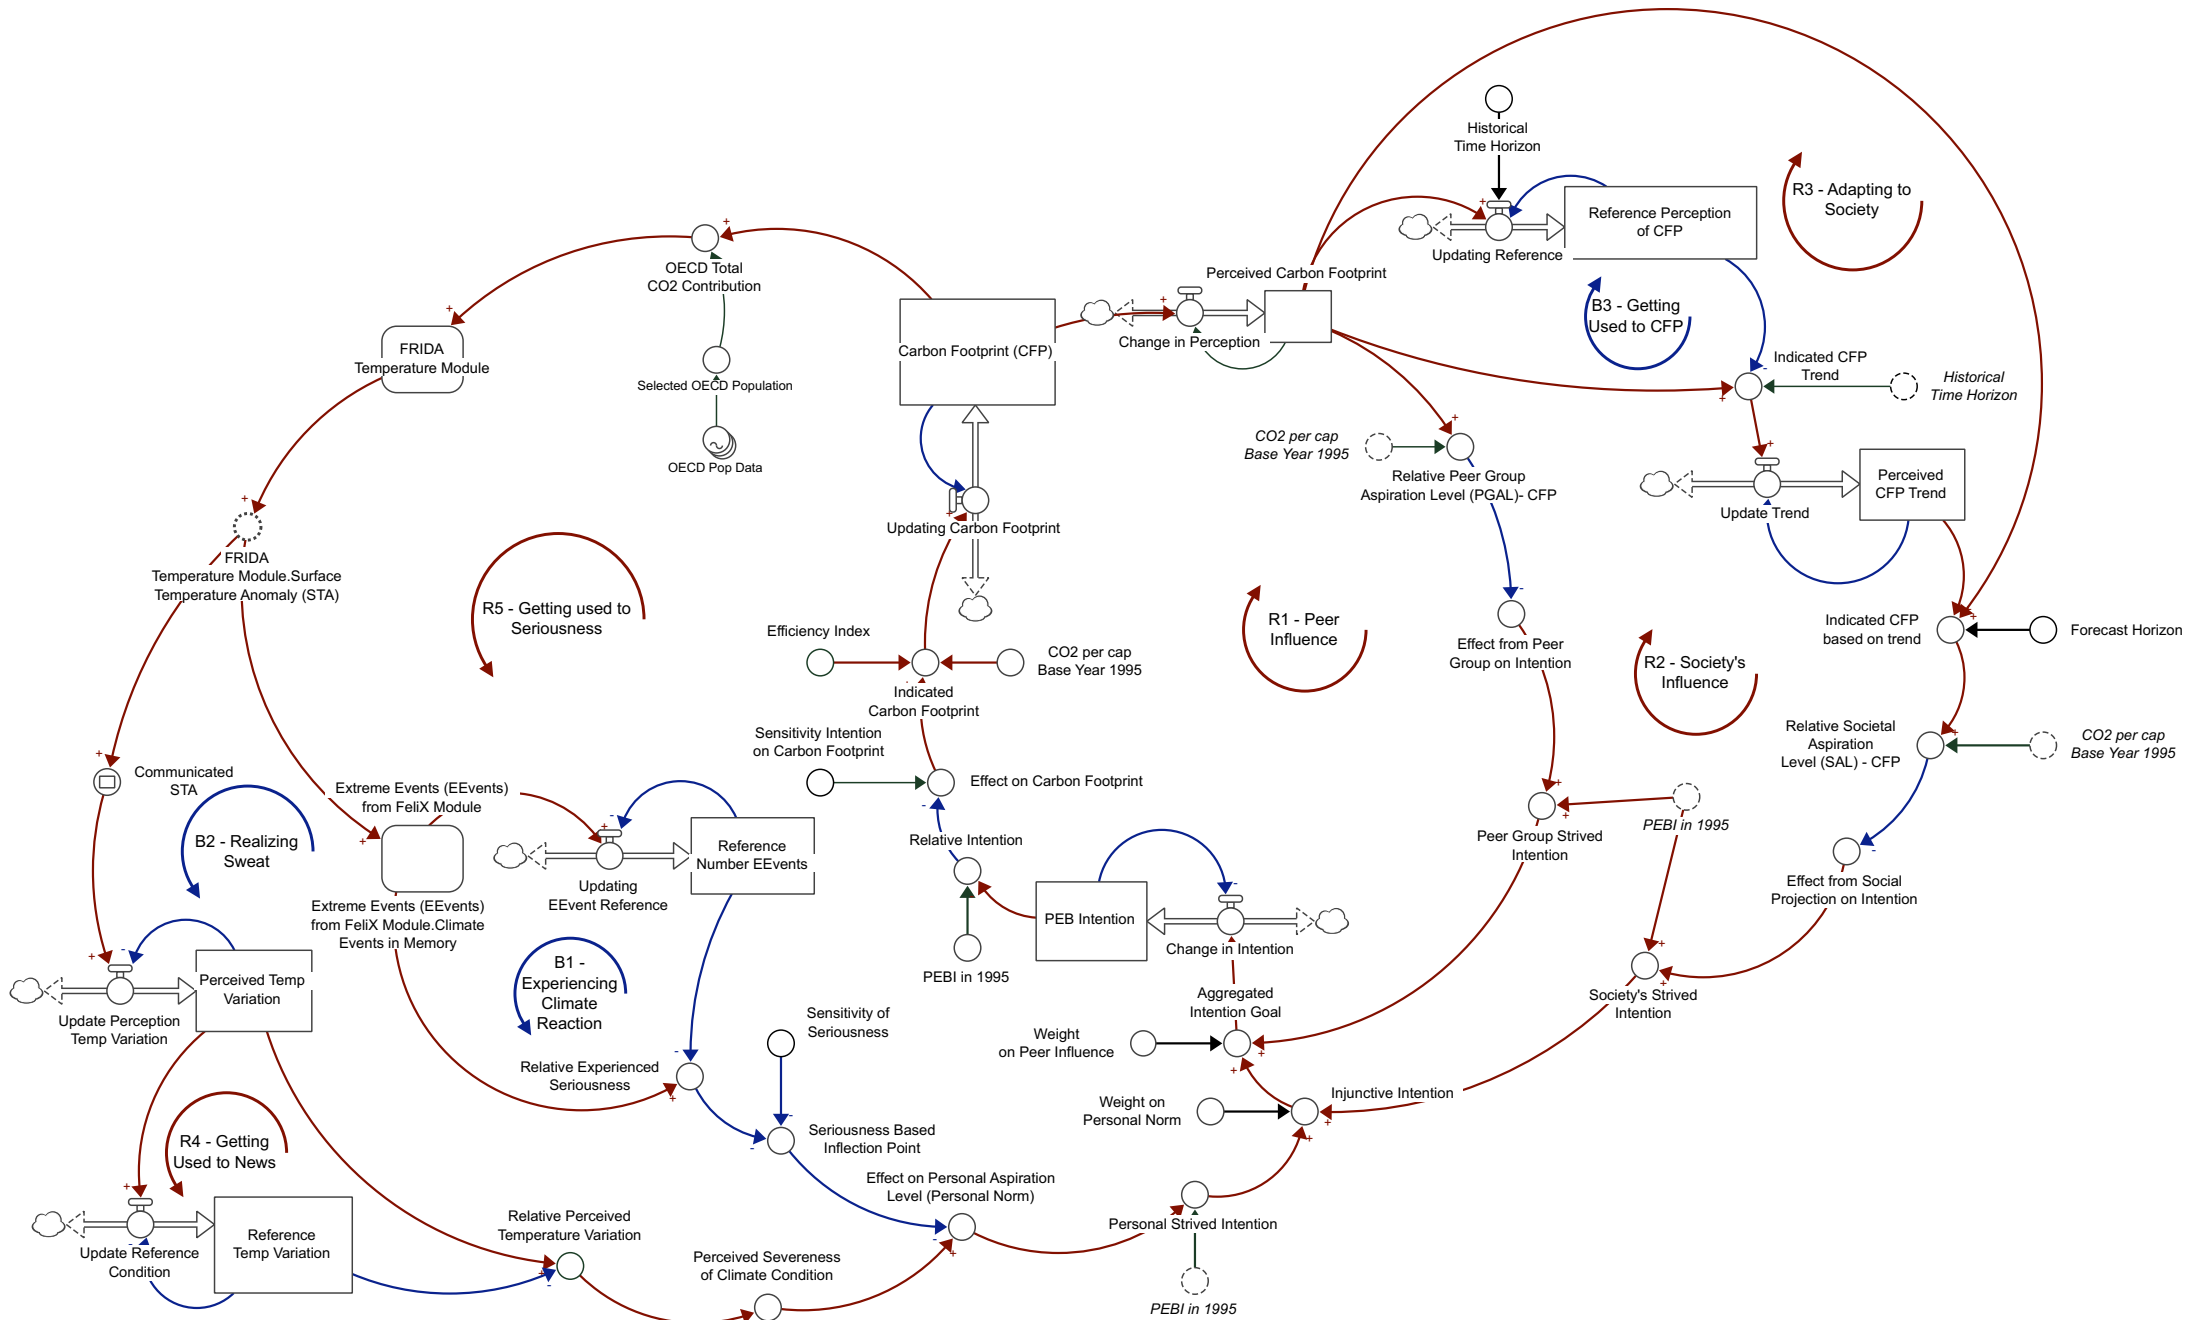 Historical
Time Horizon
Reference Perception
of CFP
Updating Reference
R3 - Adapting to
Society
B3 - Getting
Used to CFP
Perceived Carbon Footprint
Change in Perception
OECD Total
CO2 Contribution
Selected OECD Population
OECD Pop Data
FRIDA
Temperature Module
Carbon Footprint (CFP)
Updating Carbon Footprint
Indicated CFP
Trend
Historical
Time Horizon
CO2 per cap
Base Year 1995
Relative Peer Group
Aspiration Level (PGAL)- CFP
Perceived
CFP Trend
Update Trend
FRIDA
Temperature Module.Surface
Temperature Anomaly (STA)
R5 - Getting used to
Seriousness
Efficiency Index
CO2 per cap
Base Year 1995
Indicated
Carbon Footprint
R1 - Peer
Influence
Effect from Peer
Group on Intention
R2 - Society's
Influence
Indicated CFP
based on trend
Forecast Horizon
Relative Societal
Aspiration
Level (SAL) - CFP
CO2 per cap
Base Year 1995
Sensitivity Intention
on Carbon Footprint
Effect on Carbon Footprint
Communicated
STA
B2 - Realizing
Sweat
Extreme Events (EEvents)
from FeliX Module
Extreme Events (EEvents)
from FeliX Module.Climate
Events in Memory
Updating
EEvent Reference
Reference
Number EEvents
Relative Intention
PEBI in 1995
PEB Intention
Change in Intention
Peer Group Strived
Intention
PEBI in 1995
Effect from Social
Projection on Intention
Society's Strived
Intention
Perceived Temp
Variation
Update Perception
Temp Variation
B1 -
Experiencing
Climate
Reaction
Relative Experienced
Seriousness
Sensitivity of
Seriousness
Seriousness Based
Inflection Point
Aggregated
Intention Goal
Weight
on Peer Influence
Weight on
Personal Norm
Injunctive Intention
R4 - Getting
Used to News
Update Reference
Condition
Reference
Temp Variation
Relative Perceived
Temperature Variation
Effect on Personal Aspiration
Level (Personal Norm)
Perceived Severeness
of Climate Condition
Personal Strived Intention
PEBI in 1995